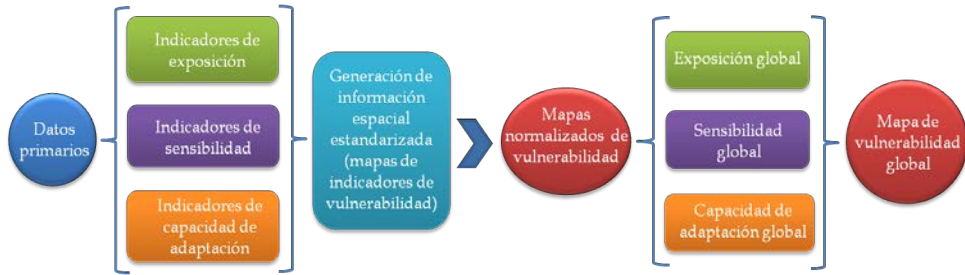 Datos
primarios
Indicadores de
exposición
Indicadores de
sensibilidad
Indicadores de
capacidad de
adaptación
Generación de
información
espacial
estandarizada
(mapas de
indicadores de
vulnerabilidad)
Mapas
normalizados de
vulnerabilidad
Exposición global
Sensibilidad
global
Capacidad de
adaptación global
Mapa de
vulnerabilidad
global